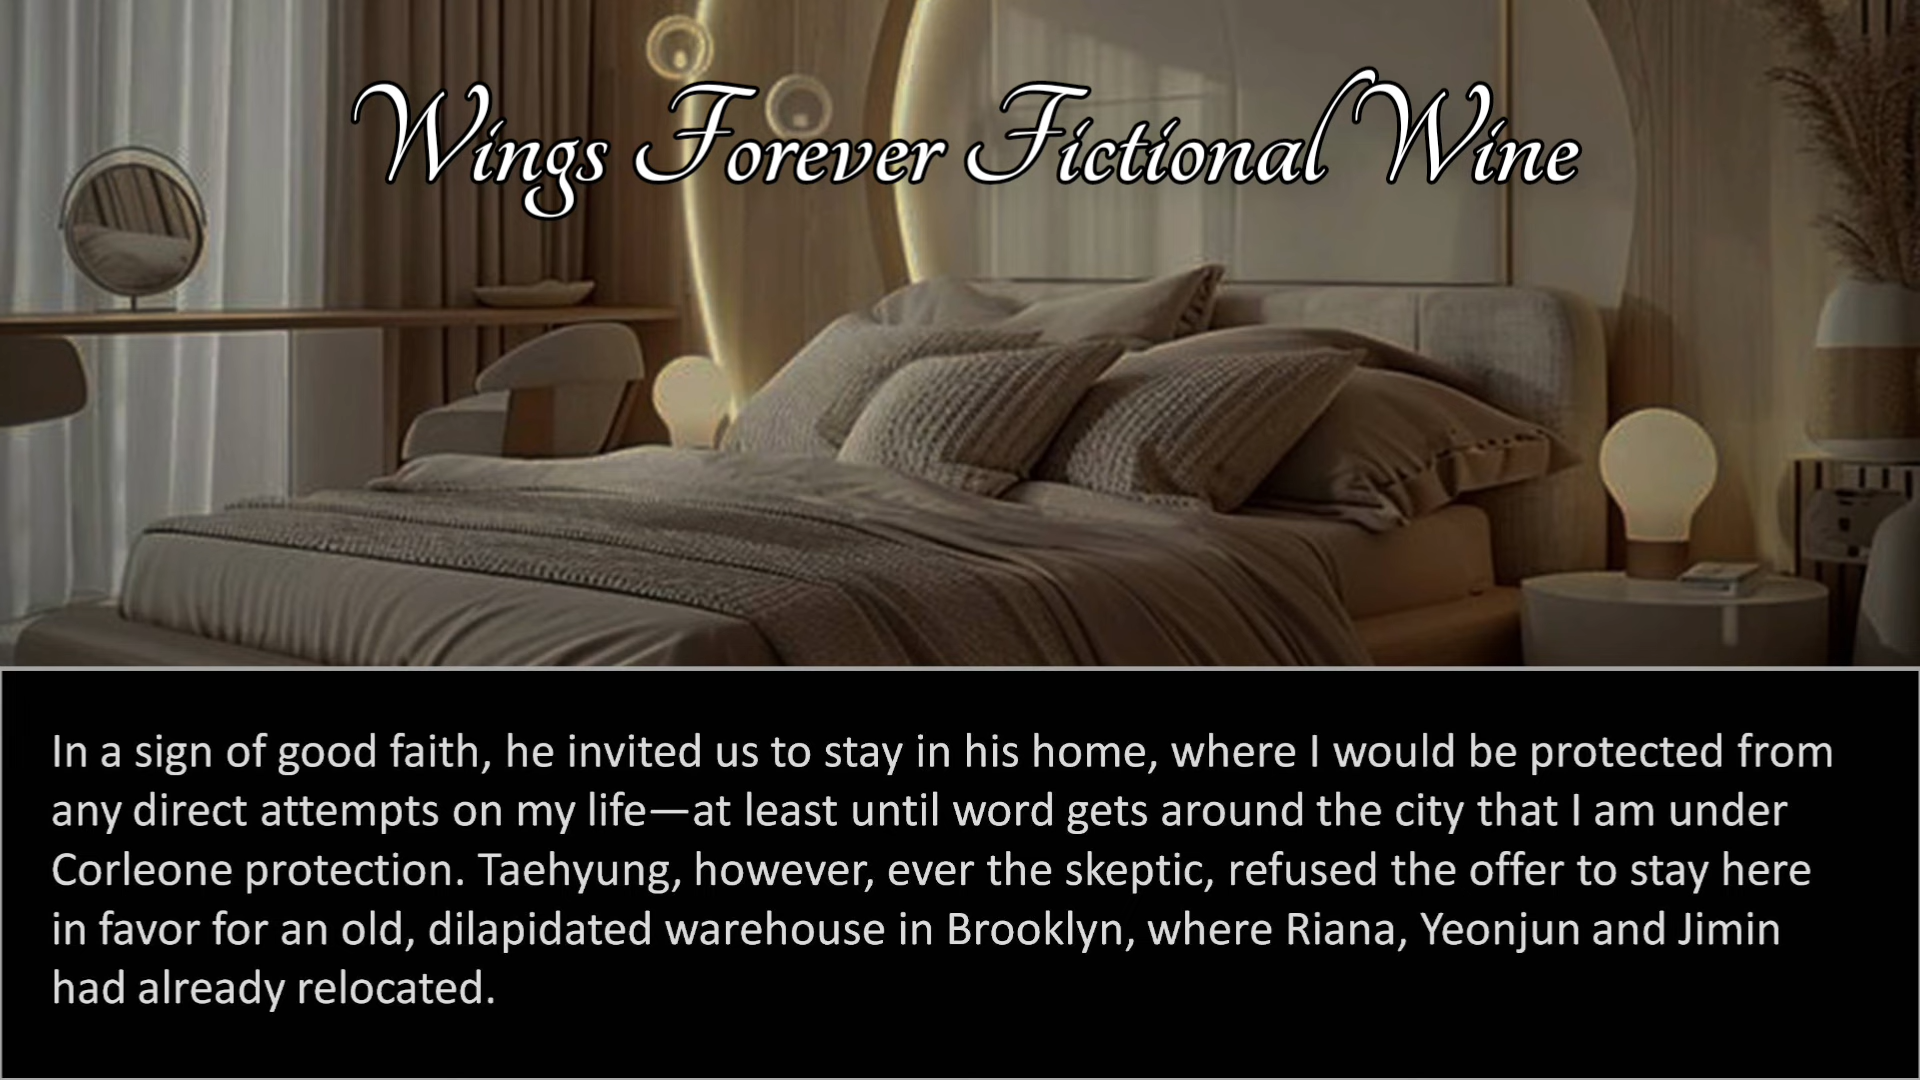 Wings Forever Fictional Wine
In a sign of good faith, he invited us to stay in his home, where I would be protected from
any direct attempts on my life—at least until word gets around the city that I am under
Corleone protection. Taehyung, however, ever the skeptic, refused the offer to stay here
in favor for an old, dilapidated warehouse in Brooklyn, where Riana, Yeonjun and Jimin
had already relocated.